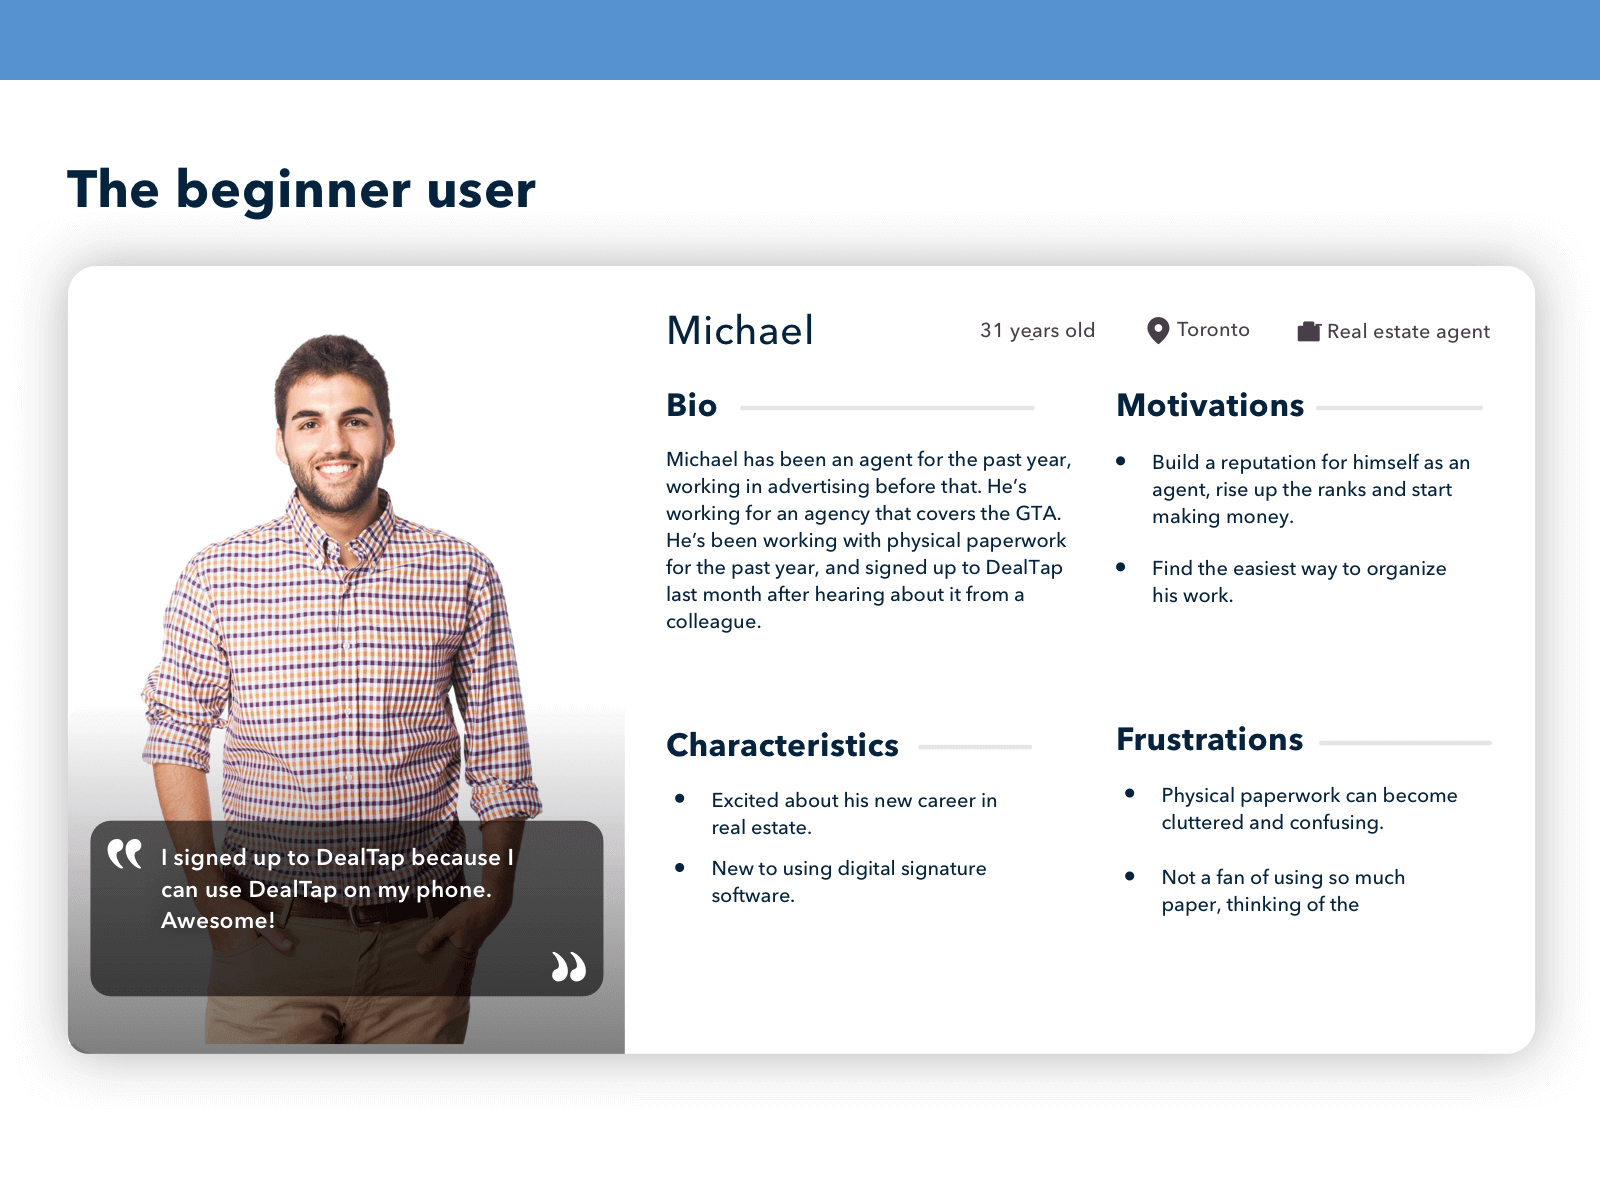 The beginner user
Michael
31 years old
Toronto
Real estate agent
Bio
Michael has been an agent for the past year,
working in advertising before that. He’s
working for an agency that covers the GTA.
He’s been working with physical paperwork
for the past year, and signed up to DealTap
last month after hearing about it from a
colleague.
Motivations
• Build a reputation for himself as an
agent, rise up the ranks and start
making money.
• Find the easiest way to organize
his work.
Characteristics
• Excited about his new career in
real estate.
• New to using digital signature
software.
Frustrations
• Physical paperwork can become
cluttered and confusing.
• Not a fan of using so much
paper, thinking of the
“ I signed up to DealTap because I
can use DealTap on my phone.
Awesome! ”